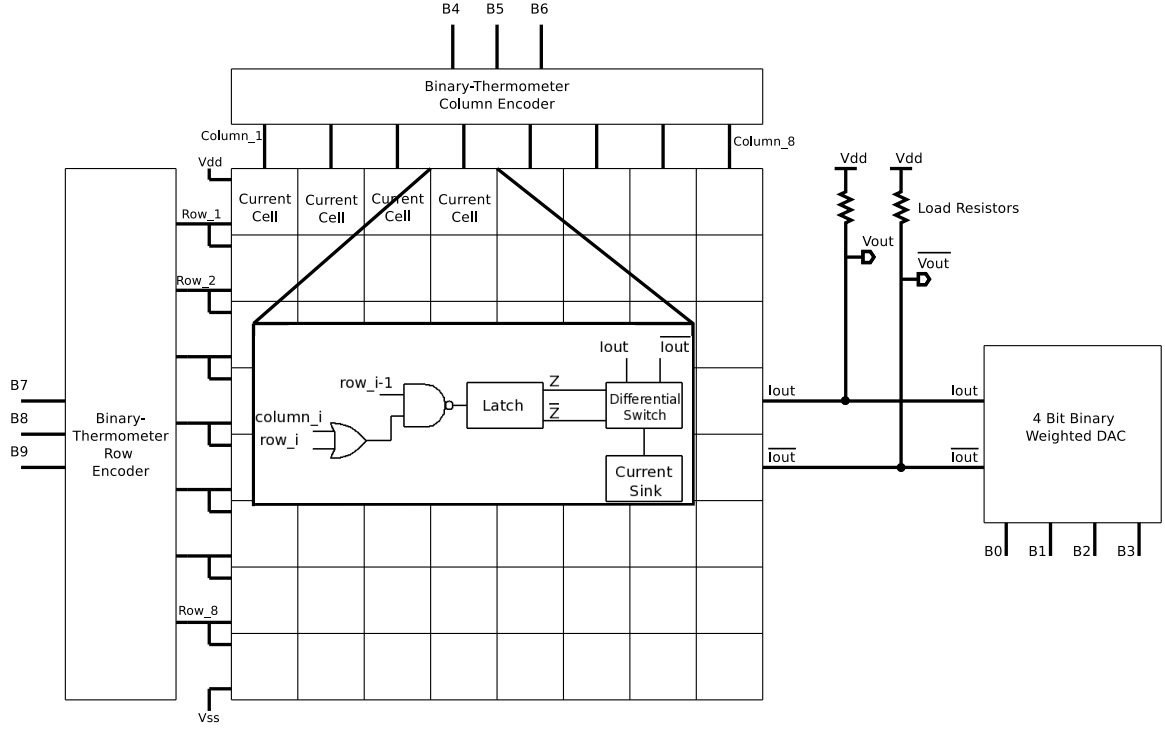 B4 B5 B6
Binary-Thermometer
Column Encoder
Column_1
Column_8
Vdd
Vdd
Vdd
Current
Cell
Current
Cell
Current
Cell
Current
Cell
Row_1
Load Resistors
Vout
Vout
Row_2
Iout
Iout
row_i-1
Z
Z
Latch
Differential
Switch
column_i
row_i
Current
Sink
B7
B8
B9
Binary-
Thermometer
Row
Encoder
Iout
Iout
Iout
Iout
4 Bit Binary
Weighted DAC
B0 B1 B2 B3
Row_8
Vss